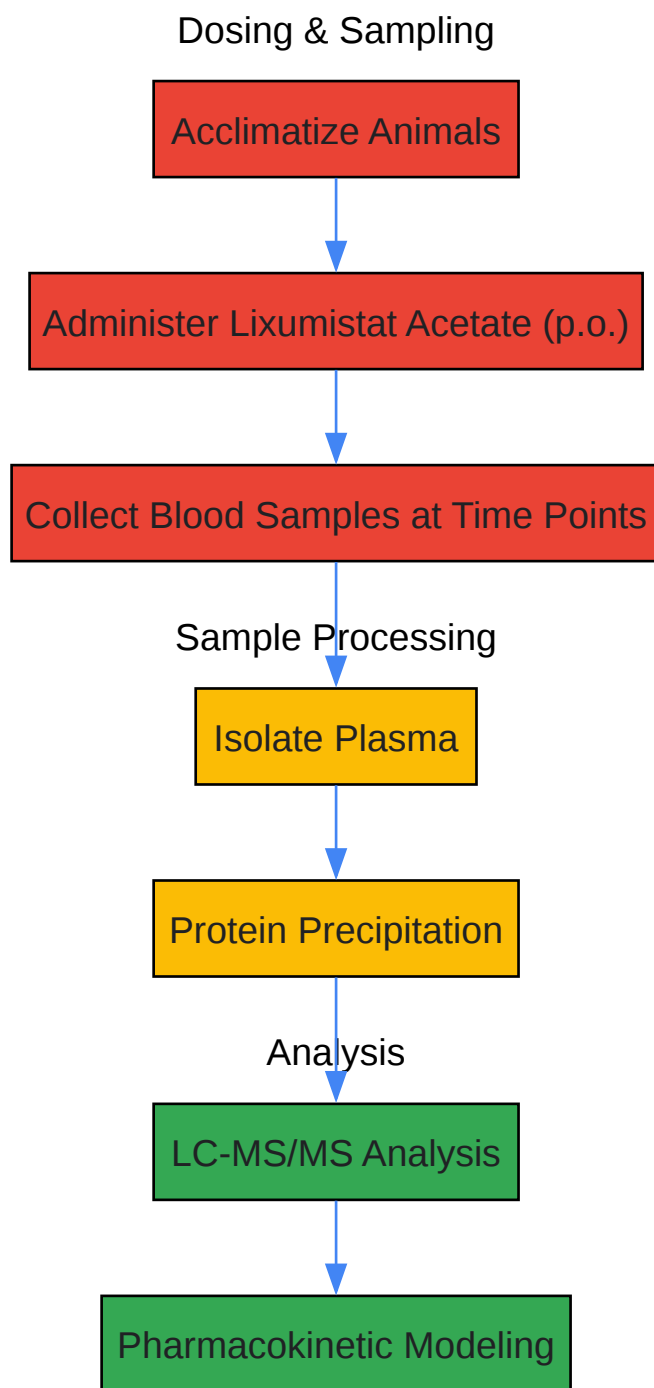 Dosing & Sampling
Acclimatize Animals
Administer Lixumistat Acetate (p.o.)
Collect Blood Samples at Time Points
Sample Processing
Isolate Plasma
Protein Precipitation
Analysis
LC-MS/MS Analysis
Pharmacokinetic Modeling